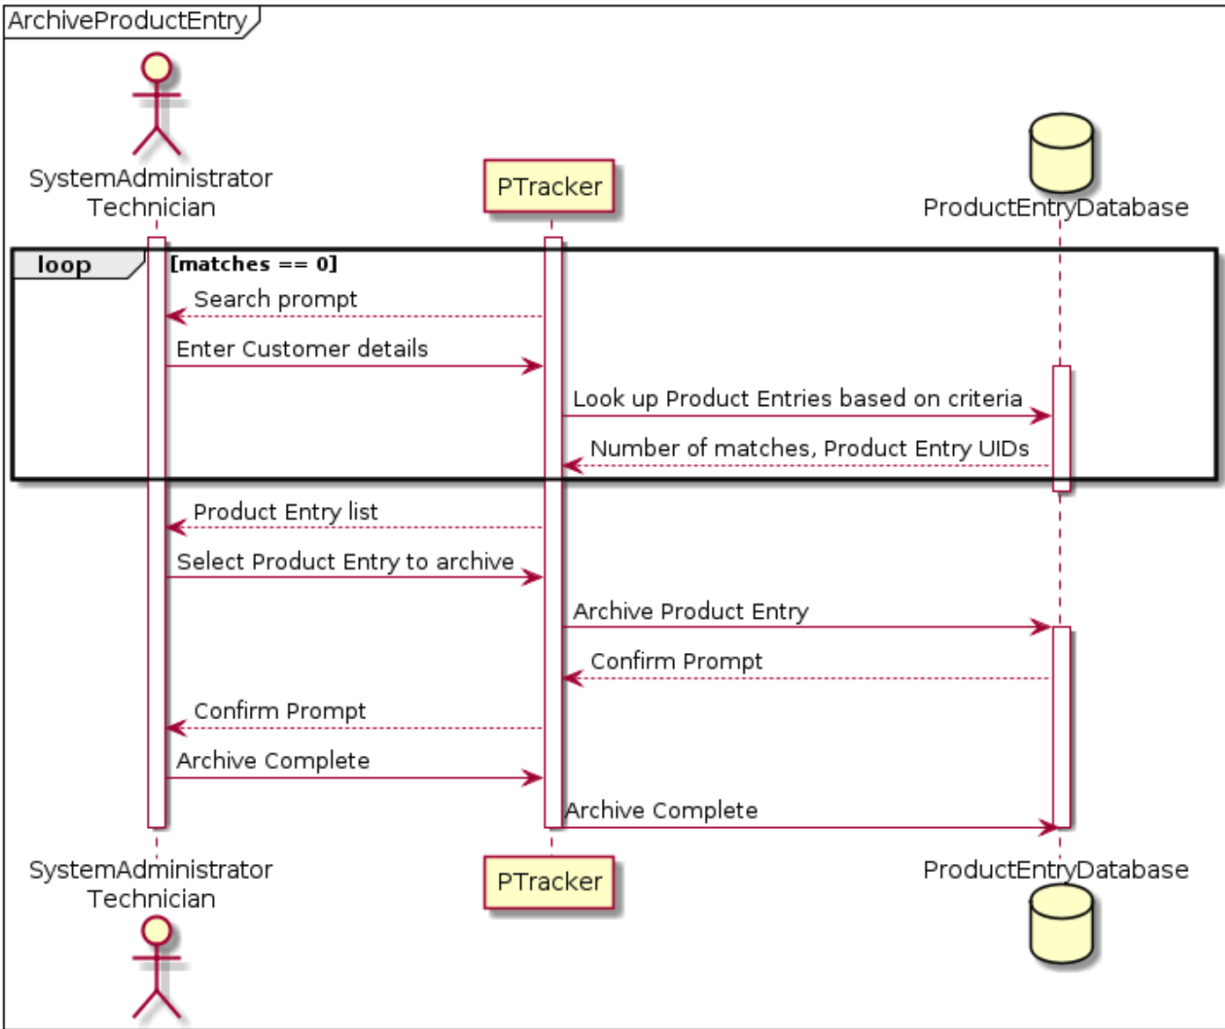 ArchiveProductEntry
SystemAdministrator
Technician
PTracker
ProductEntryDatabase
loop
[matches == 0]
Search prompt
Enter Customer details
Look up Product Entries based on criteria
Number of matches, Product Entry UIDs
Product Entry list
Select Product Entry to archive
Archive Product Entry
Confirm Prompt
Confirm Prompt
Archive Complete
Archive Complete
SystemAdministrator
Technician
PTracker
ProductEntryDatabase